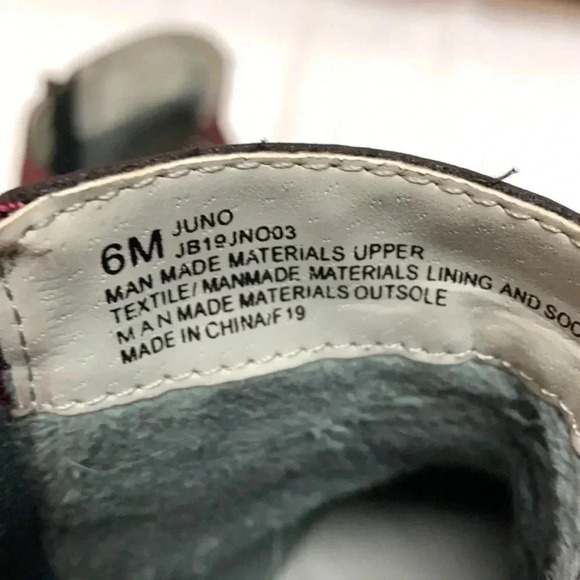 6M JUNO
JB19JNO03
MAN MADE MATERIALS UPPER
TEXTILE/MANMADE MATERIALS LINING AND SOC
MAN MADE MATERIALS OUTSOLE
MADE IN CHINA/F19